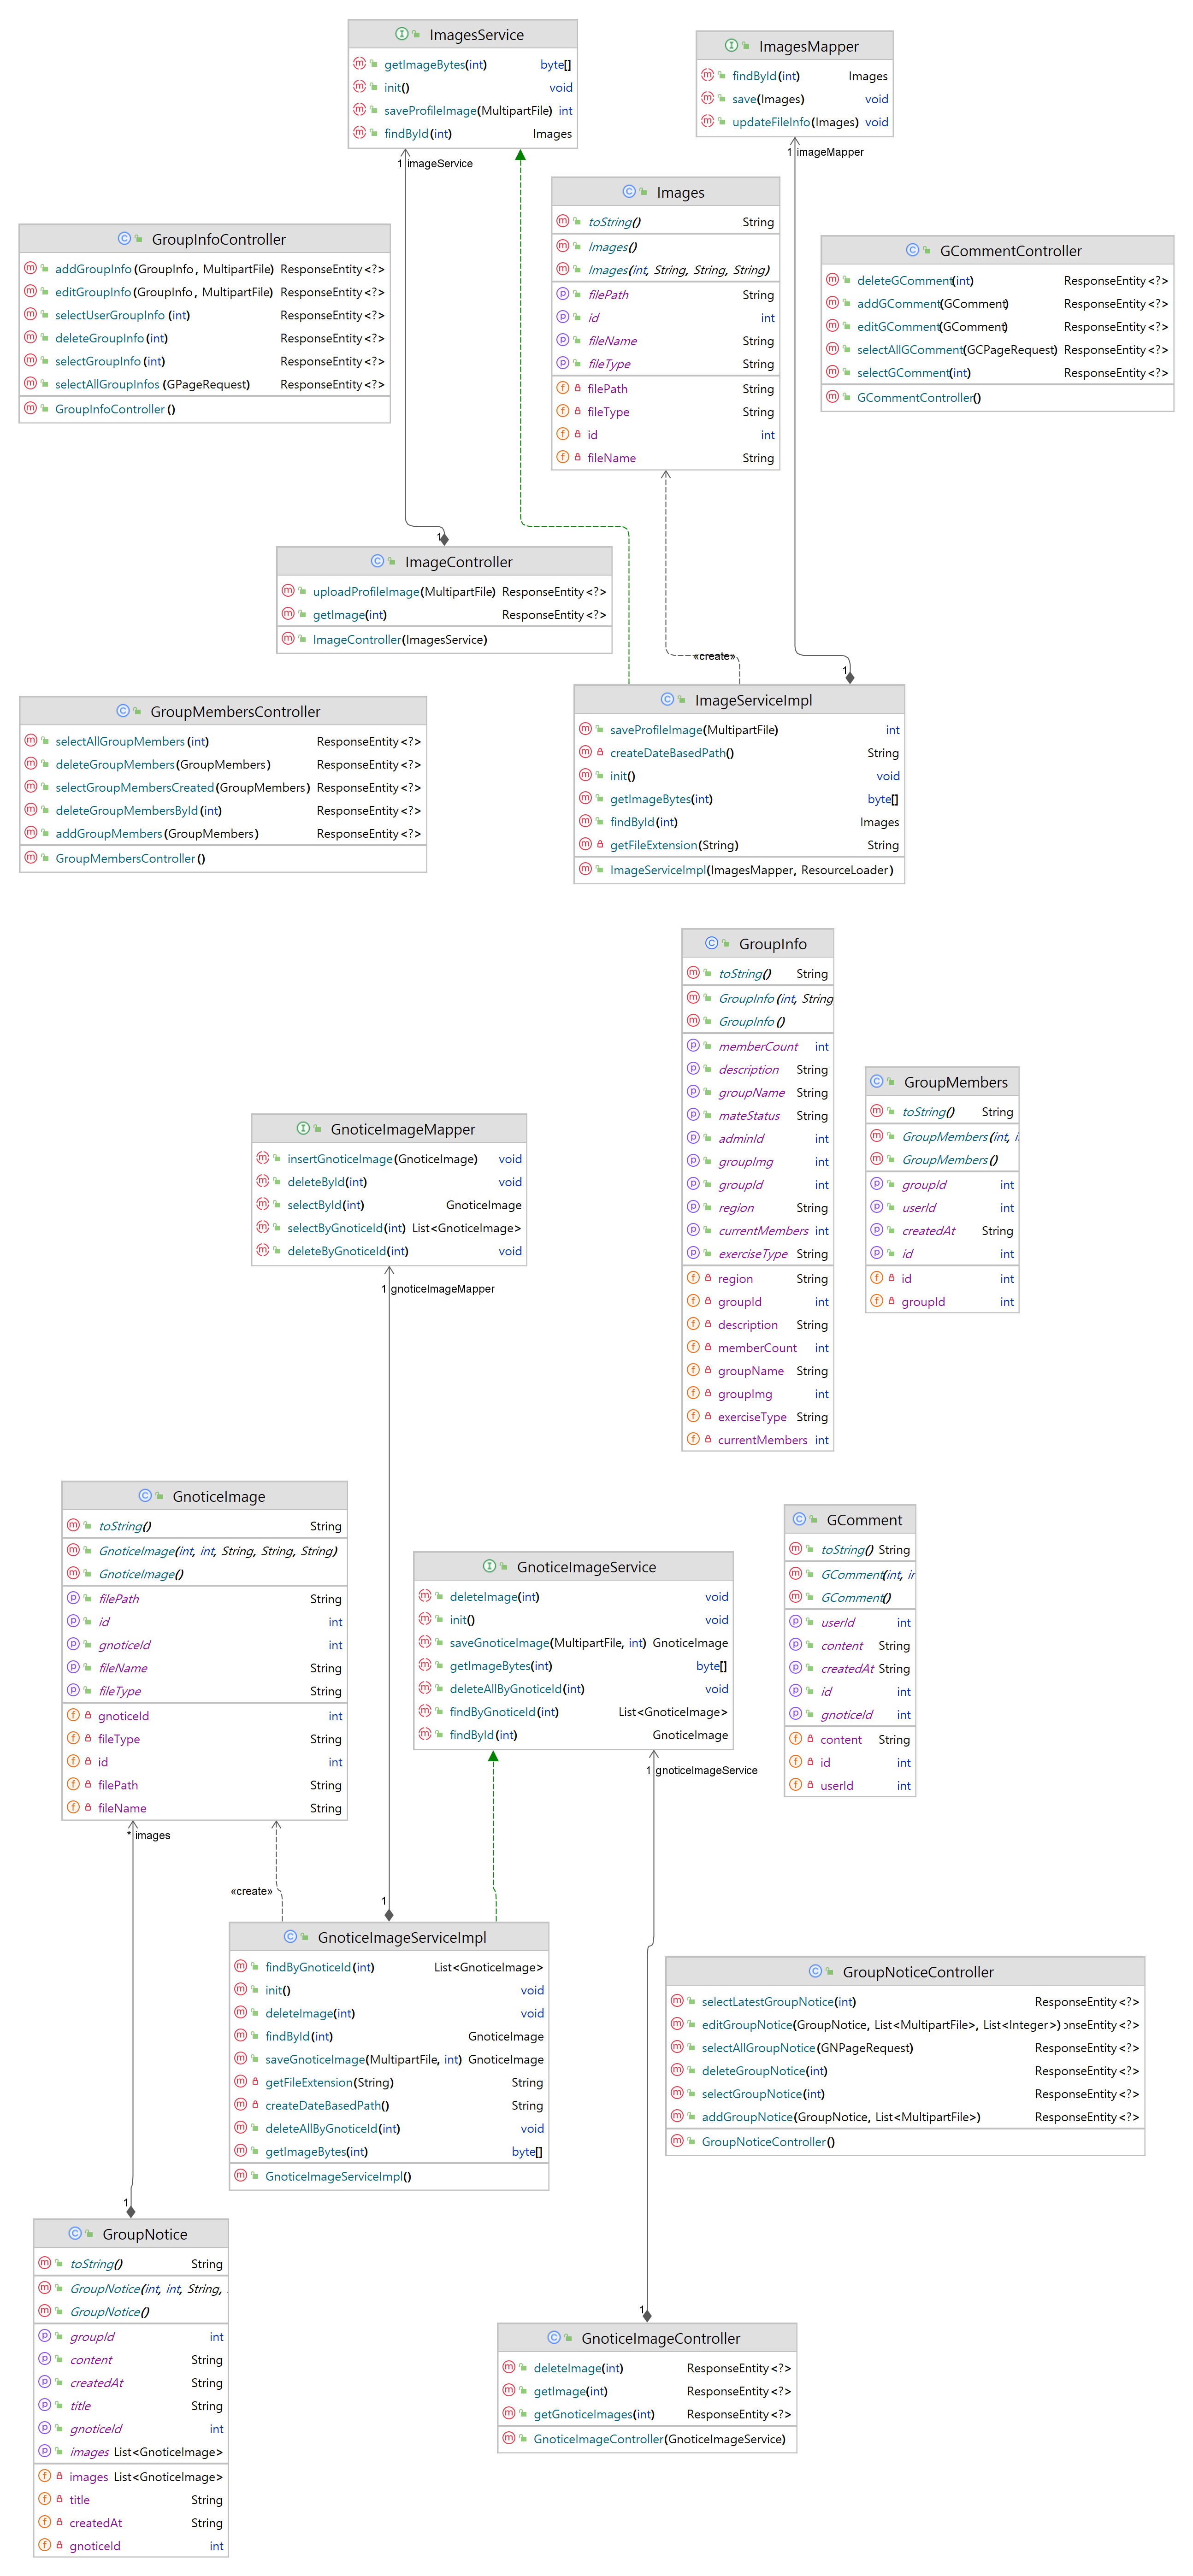 ImagesService
getImageBytes(int) byte[]
init() void
saveProfileImage(MultipartFile) int
findById(int) Images
1 imageService
ImagesMapper
findById(int) Images
save(Images) void
updateFileInfo(Images) void
1 imageMapper
Images
toString() String
Images()
Images(int, String, String, String)
filePath String
id int
fileName String
fileType String
filePath String
fileType String
id int
fileName String
GroupInfoController
addGroupInfo(GroupInfo, MultipartFile) ResponseEntity<?>
editGroupInfo(GroupInfo, MultipartFile) ResponseEntity<?>
selectUserGroupInfo(int) ResponseEntity<?>
deleteGroupInfo(int) ResponseEntity<?>
selectGroupInfo(int) ResponseEntity<?>
selectAllGroupInfos(GPageRequest) ResponseEntity<?>
GroupInfoController()
GCommentController
deleteGComment(int) ResponseEntity<?>
addGComment(GComment) ResponseEntity<?>
editGComment(GComment) ResponseEntity<?>
selectAllGComment(GCPageRequest) ResponseEntity<?>
selectGComment(int) ResponseEntity<?>
GCommentController()
1
ImageController
uploadProfileImage(MultipartFile) ResponseEntity<?>
getImage(int) ResponseEntity<?>
ImageController(ImagesService)
«create»
1
ImageServiceImpl
saveProfileImage(MultipartFile) int
createDateBasedPath() String
init() void
getImageBytes(int) byte[]
findById(int) Images
getFileExtension(String) String
ImageServiceImpl(ImagesMapper, ResourceLoader)
GroupMembersController
selectAllGroupMembers(int) ResponseEntity<?>
deleteGroupMembers(GroupMembers) ResponseEntity<?>
selectGroupMembersCreated(GroupMembers) ResponseEntity<?>
deleteGroupMembersById(int) ResponseEntity<?>
addGroupMembers(GroupMembers) ResponseEntity<?>
GroupMembersController()
GroupInfo
toString() String
GroupInfo(int, String
GroupInfo()
memberCount int
description String
groupName String
mateStatus String
adminId int
groupImg int
groupId int
region String
currentMembers int
exerciseType String
region String
groupId int
description String
memberCount int
groupName String
groupImg int
exerciseType String
currentMembers int
GroupMembers
toString() String
GroupMembers(int, i
GroupMembers()
groupId int
userId int
createdAt String
id int
id int
groupId int
GnoticeImageMapper
insertGnoticeImage(GnoticeImage) void
deleteById(int) void
selectById(int) GnoticeImage
selectByGnoticeId(int) List<GnoticeImage>
deleteByGnoticeId(int) void
1 gnoticeImageMapper
GnoticeImage
toString() String
GnoticeImage(int, int, String, String, String)
GnoticeImage()
filePath String
id int
gnoticeId int
fileName String
fileType String
gnoticeId int
fileType String
id int
filePath String
fileName String
* images
GnoticeImageService
deleteImage(int) void
init() void
saveGnoticeImage(MultipartFile, int) GnoticeImage
getImageBytes(int) byte[]
deleteAllByGnoticeId(int) void
findByGnoticeId(int) List<GnoticeImage>
findById(int) GnoticeImage
1 gnoticeImageService
GComment
toString() String
GComment(int, in
GComment()
userId int
content String
createdAt String
id int
gnoticeId int
content String
id int
userId int
«create»
1
GnoticeImageServiceImpl
findByGnoticeId(int) List<GnoticeImage>
init() void
deleteImage(int) void
findById(int) GnoticeImage
saveGnoticeImage(MultipartFile, int) GnoticeImage
getFileExtension(String) String
createDateBasedPath() String
deleteAllByGnoticeId(int) void
getImageBytes(int) byte[]
GnoticeImageServiceImpl()
GroupNoticeController
selectLatestGroupNotice(int) ResponseEntity<?>
editGroupNotice(GroupNotice, List<MultipartFile>, List<Integer>) onseEntity<?>
selectAllGroupNotice(GNPageRequest) ResponseEntity<?>
deleteGroupNotice(int) ResponseEntity<?>
selectGroupNotice(int) ResponseEntity<?>
addGroupNotice(GroupNotice, List<MultipartFile>) ResponseEntity<?>
GroupNoticeController()
1
GroupNotice
toString() String
GroupNotice(int, int, String,
GroupNotice()
groupId int
content String
createdAt String
title String
gnoticeId int
images List<GnoticeImage>
images List<GnoticeImage>
title String
createdAt String
gnoticeId int
1
GnoticeImageController
deleteImage(int) ResponseEntity<?>
getImage(int) ResponseEntity<?>
getGnoticeImages(int) ResponseEntity<?>
GnoticeImageController(GnoticeImageService)